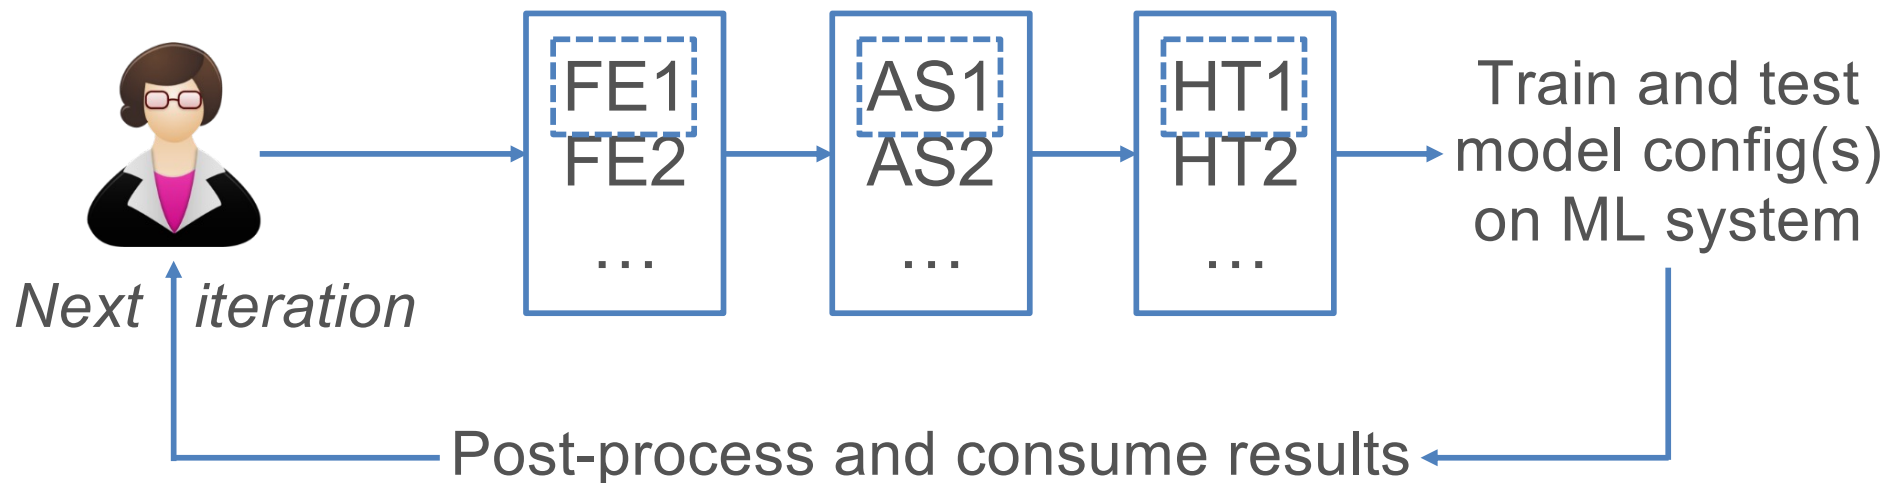 FE1
FE2
…
AS1
AS2
…
HT1
HT2
…
Train and test
model config(s)
on ML system
Next iteration
Post-process and consume results